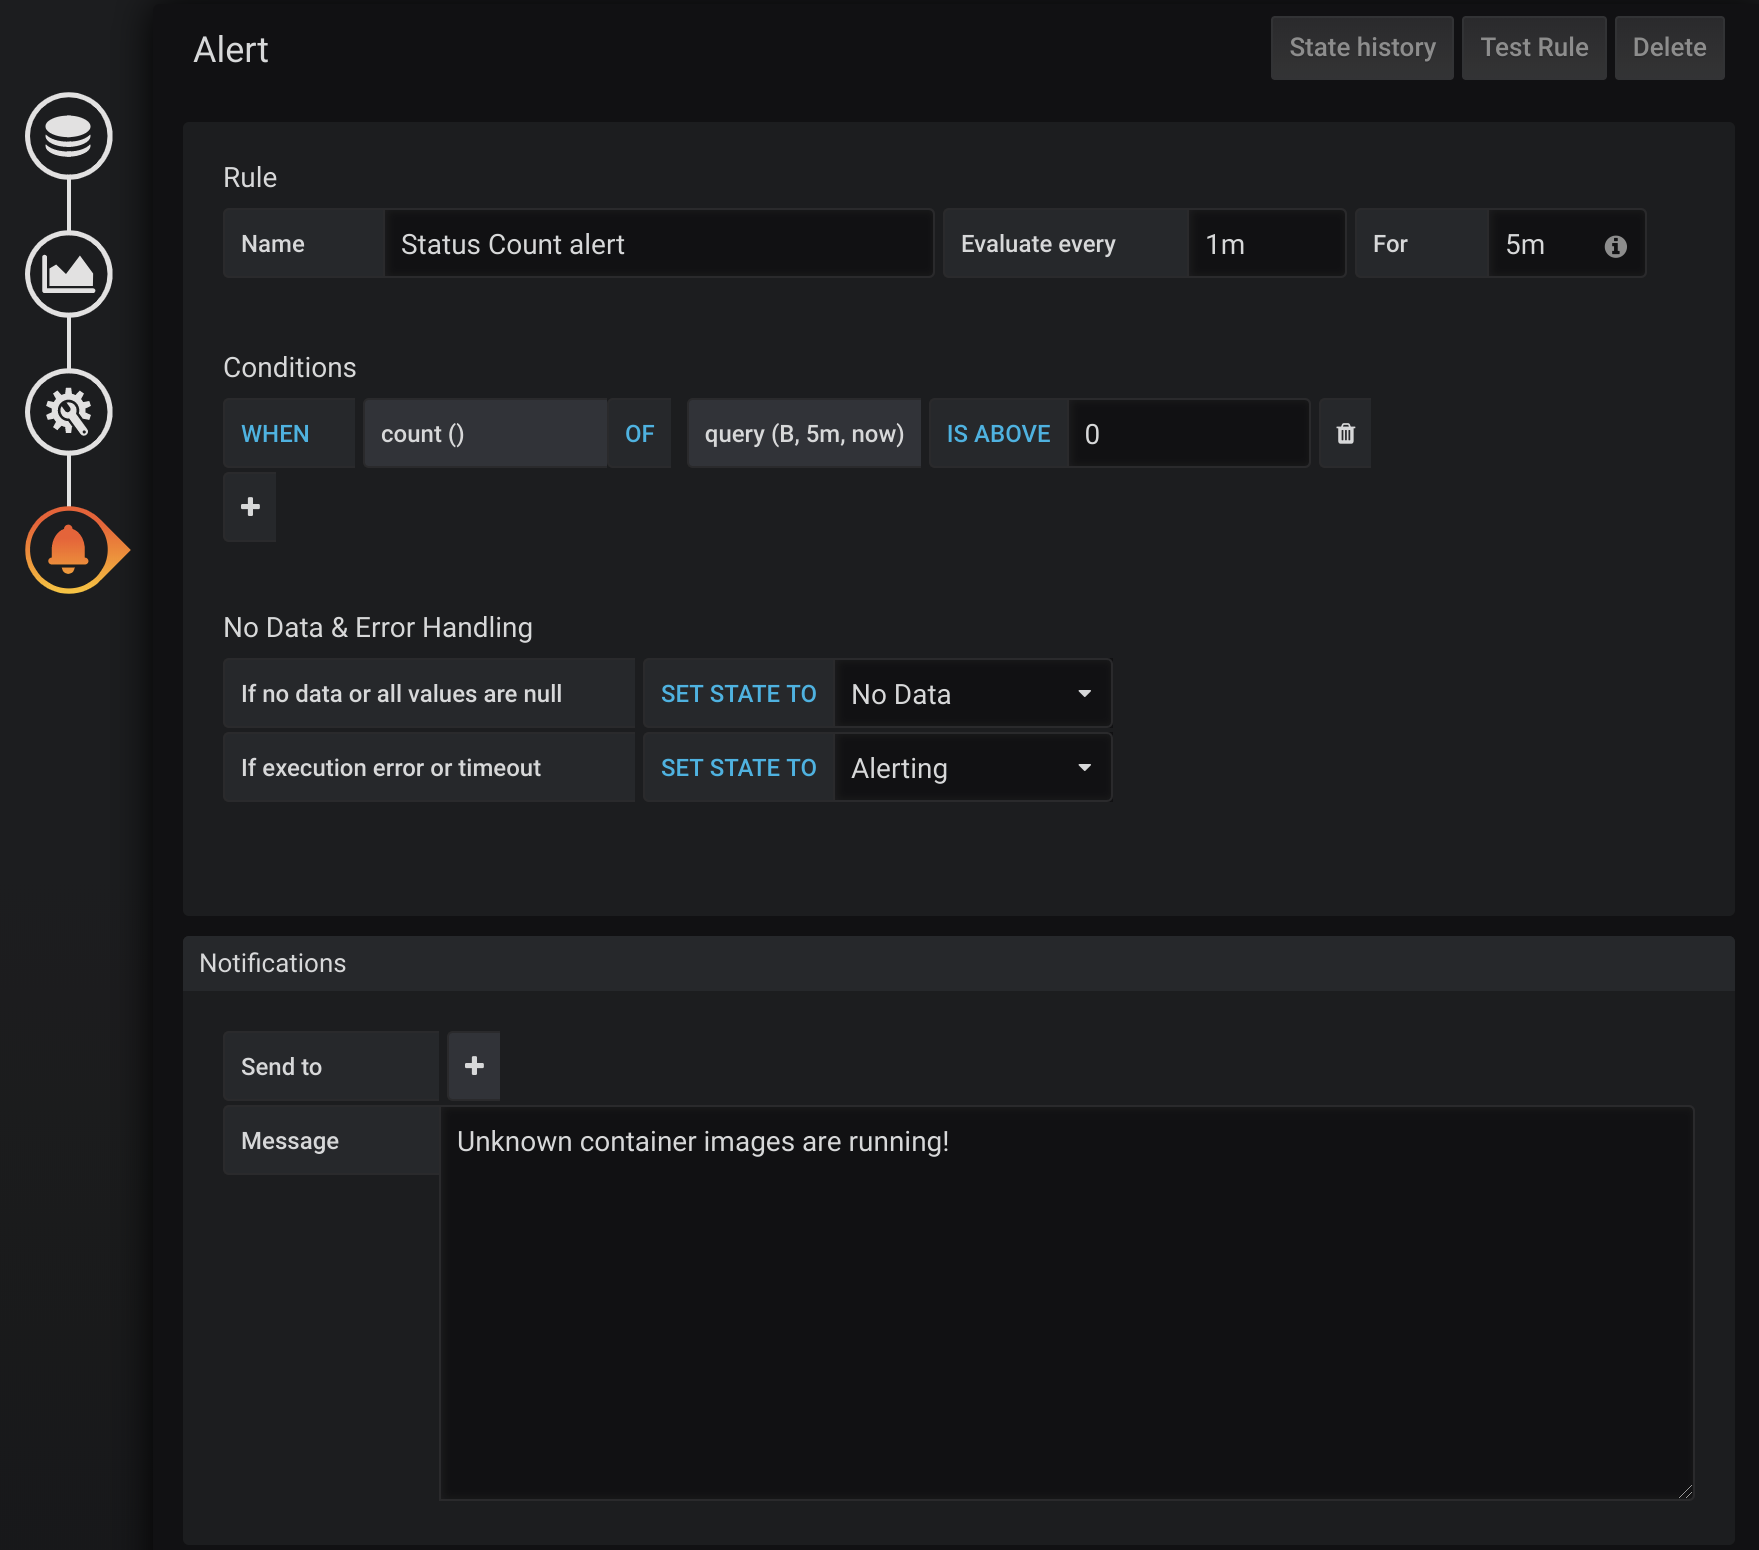 Alert
State history Test Rule Delete
Rule
Name Status Count alert Evaluate every 1m For 5m
Conditions
WHEN count () OF query (B, 5m, now) IS ABOVE 0
No Data & Error Handling
If no data or all values are null SET STATE TO No Data
If execution error or timeout SET STATE TO Alerting
Notifications
Send to
Message Unknown container images are running!